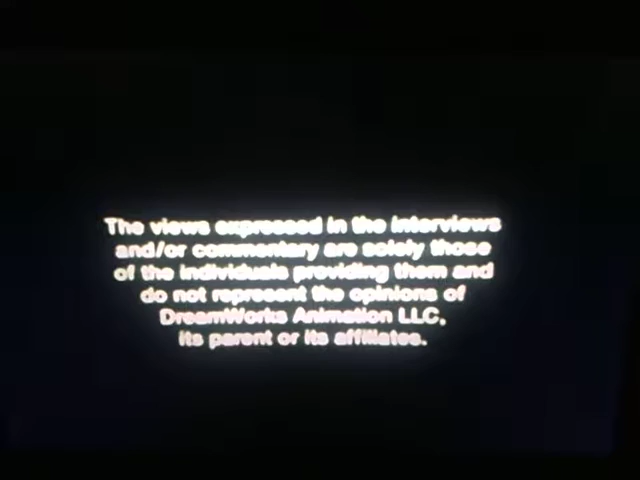 The views expressed in the interviews
and/or commentary are solely those
of the individuals providing them and
do not represent the opinions of
DreamWorks Animation LLC,
its parent or its affiliates.